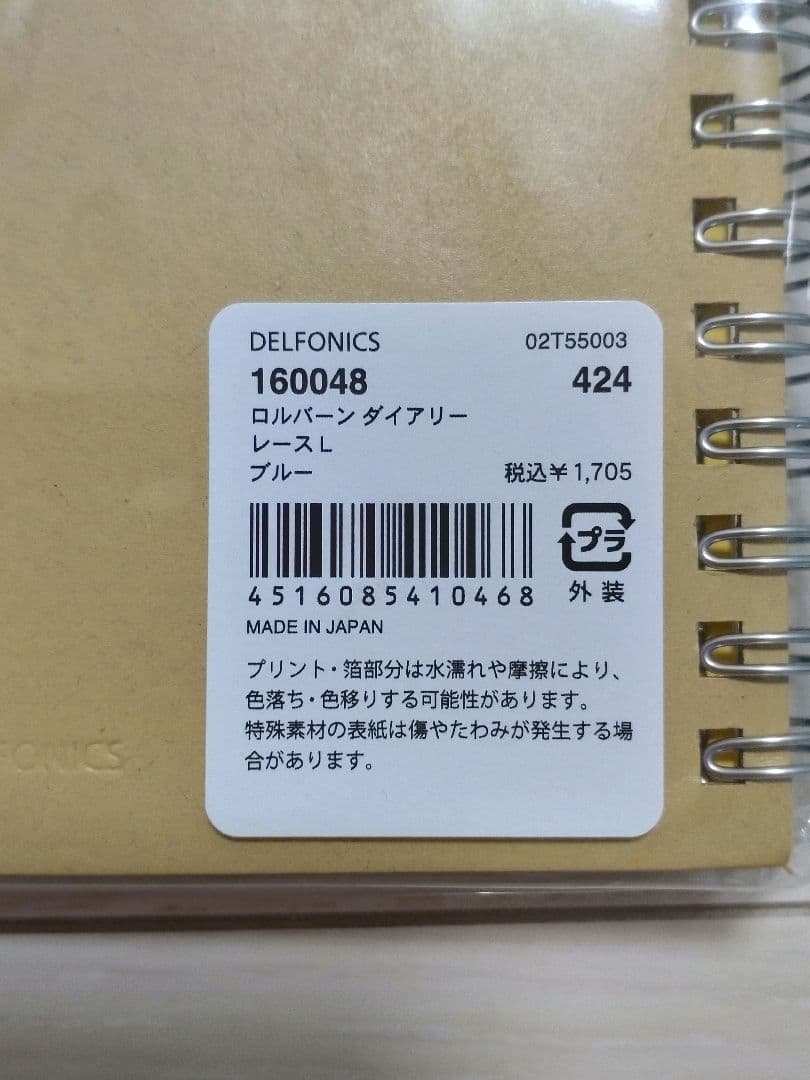 DELFONICS 02T55003
160048 424
ロルバーン ダイアリー
レースL
ブルー 税込¥1,705
プラ
外装
4516085410468
MADE IN JAPAN
プリント・箔部分は水濡れや摩擦により、
色落ち・色移りする可能性があります。
特殊素材の表紙は傷やたわみが発生する場
合があります。
FONICS